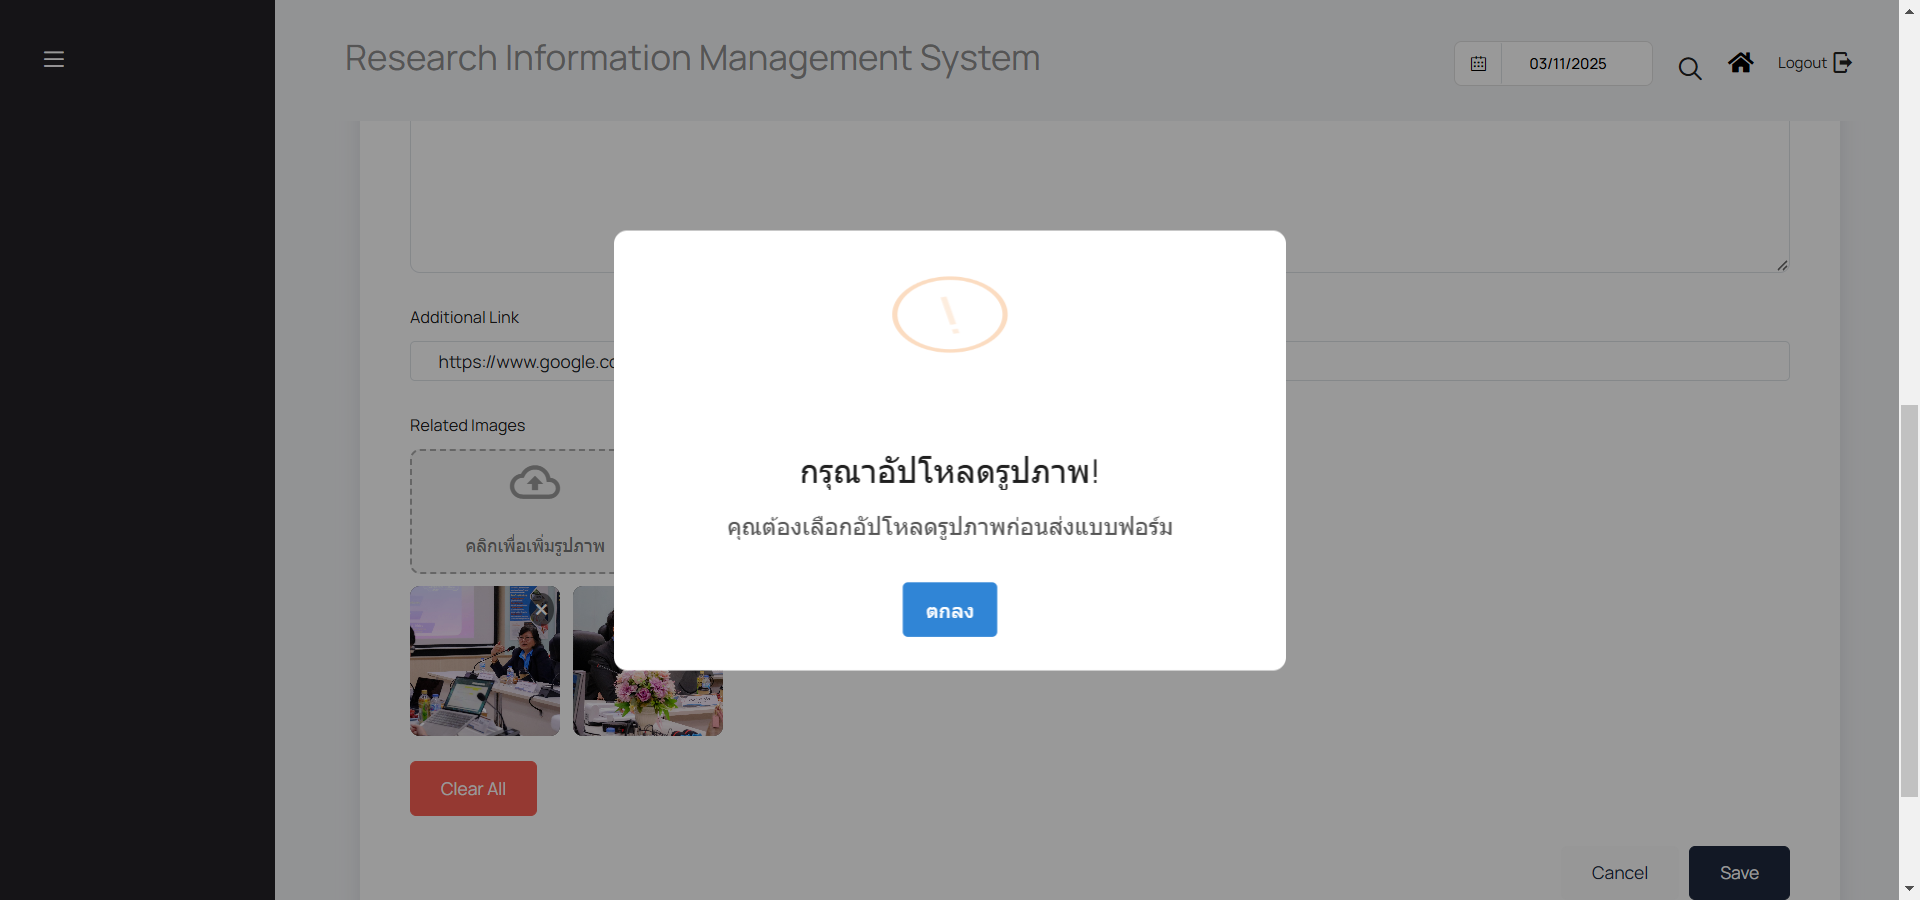 Research Information Management System
03/11/2025
Logout
Additional Link
https://www.google.co
Related Images
คลิกเพื่อเพิ่มรูปภาพ
กรุณาอัปโหลดรูปภาพ!
คุณต้องเลือกอัปโหลดรูปภาพก่อนส่งแบบฟอร์ม
ตกลง
Clear All
Cancel
Save